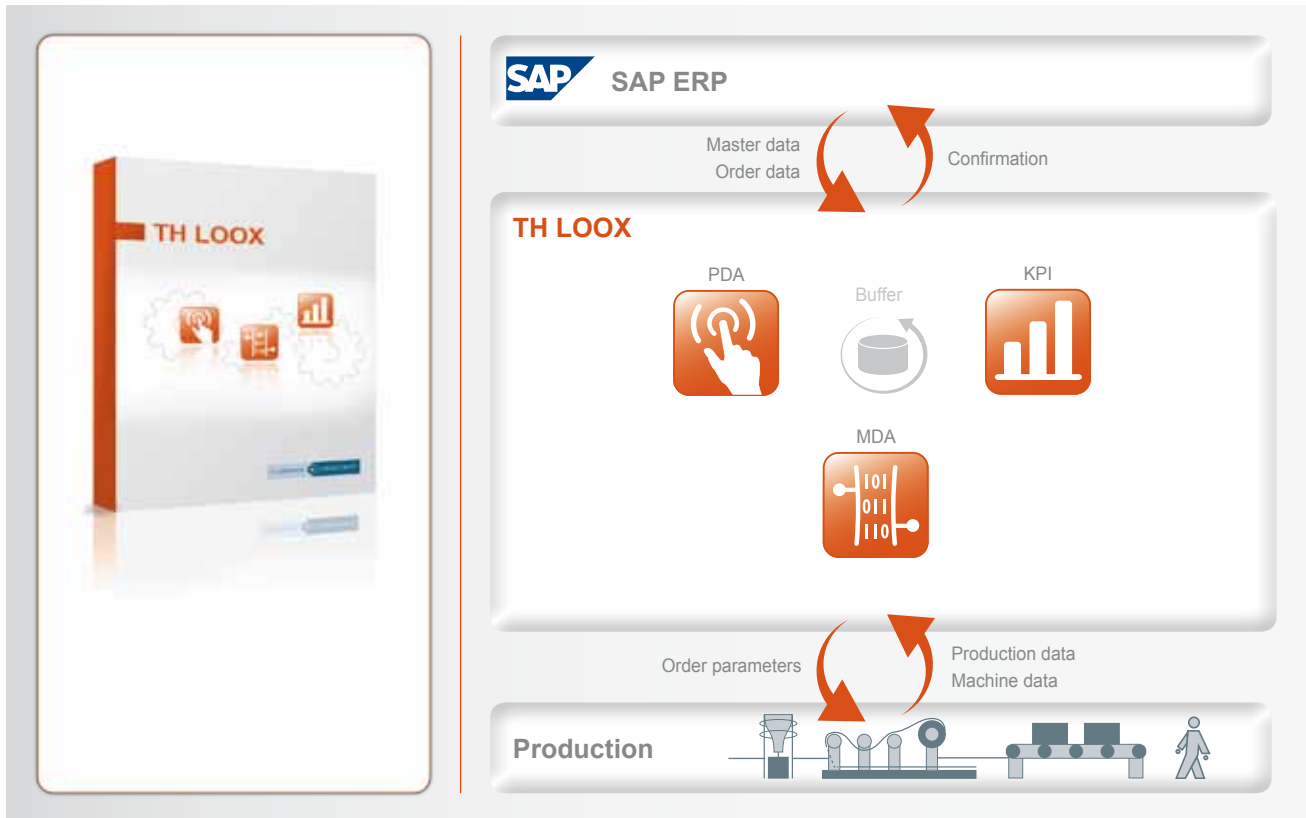 TH LOOX
SAP
SAP ERP
Master data
Order data
Confirmation
TH LOOX
PDA
Buffer
KPI
MDA
101
011
110
Order parameters
Production data
Machine data
Production